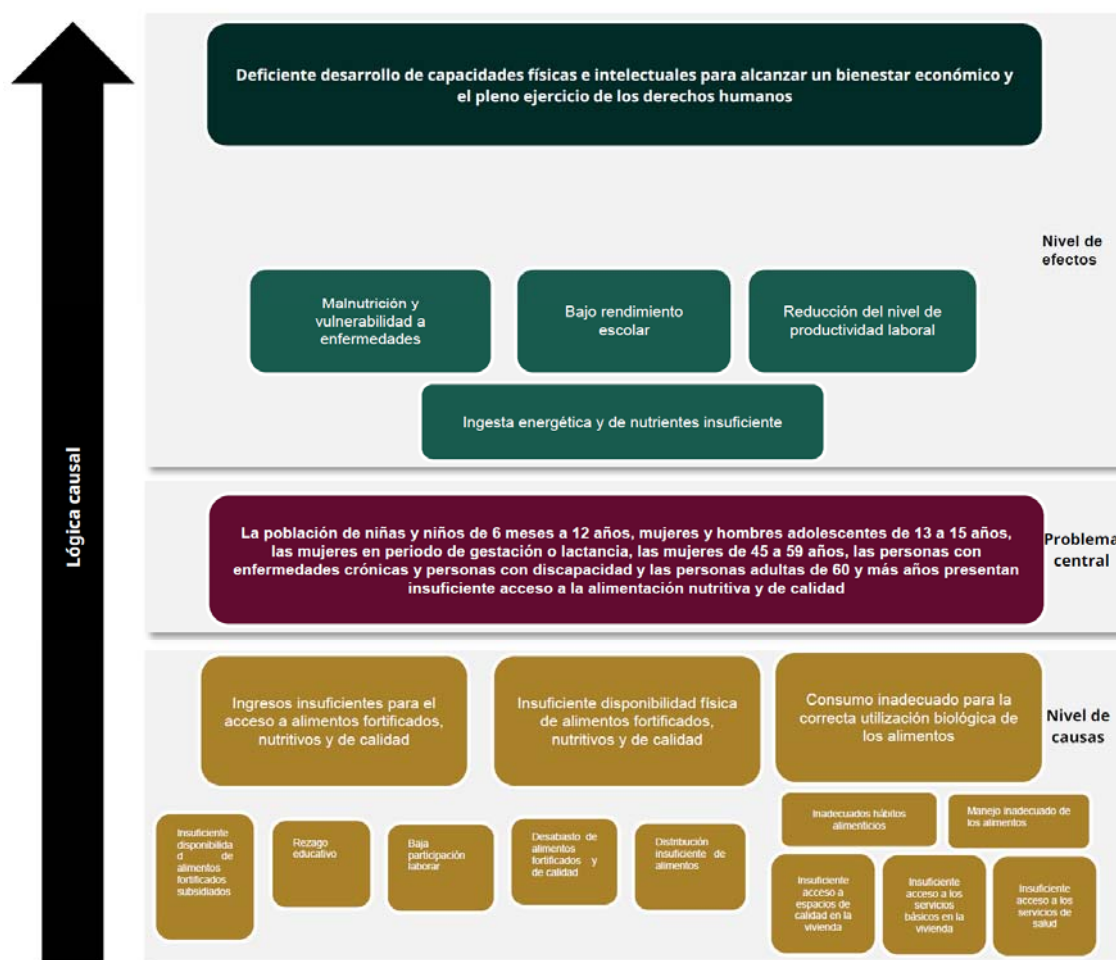 Deficiente desarrollo de capacidades físicas e intelectuales para alcanzar un bienestar económico y
el pleno ejercicio de los derechos humanos
Nivel de
efectos
Malnutrición y
vulnerabilidad a
enfermedades
Bajo rendimiento
escolar
Reducción del nivel de
productividad laboral
Ingesta energética y de nutrientes insuficiente
Lógica causal
La población de niñas y niños de 6 meses a 12 años, mujeres y hombres adolescentes de 13 a 15 años,
las mujeres en periodo de gestación o lactancia, las mujeres de 45 a 59 años, las personas con
enfermedades crónicas y personas con discapacidad y las personas adultas de 60 y más años presentan
insuficiente acceso a la alimentación nutritiva y de calidad
Problema
central
Ingresos insuficientes para el
acceso a alimentos fortificados,
nutritivos y de calidad
Insuficiente disponibilidad física
de alimentos fortificados,
nutritivos y de calidad
Consumo inadecuado para la
correcta utilización biológica de
los alimentos
Nivel de
causas
Insuficiente
disponibilida
d de
alimentos
fortificados
subsidiados
Rezago
educativo
Baja
participación
laborar
Desabasto de
alimentos
fortificados y
de calidad
Distribución
insuficiente de
alimentos
Inadecuados hábitos
alimenticios
Manejo inadecuado de
los alimentos
Insuficiente
acceso a
espacios de
calidad en la
vivienda
Insuficiente
acceso a los
servicios
básicos en la
vivienda
Insuficiente
acceso a los
servicios de
salud